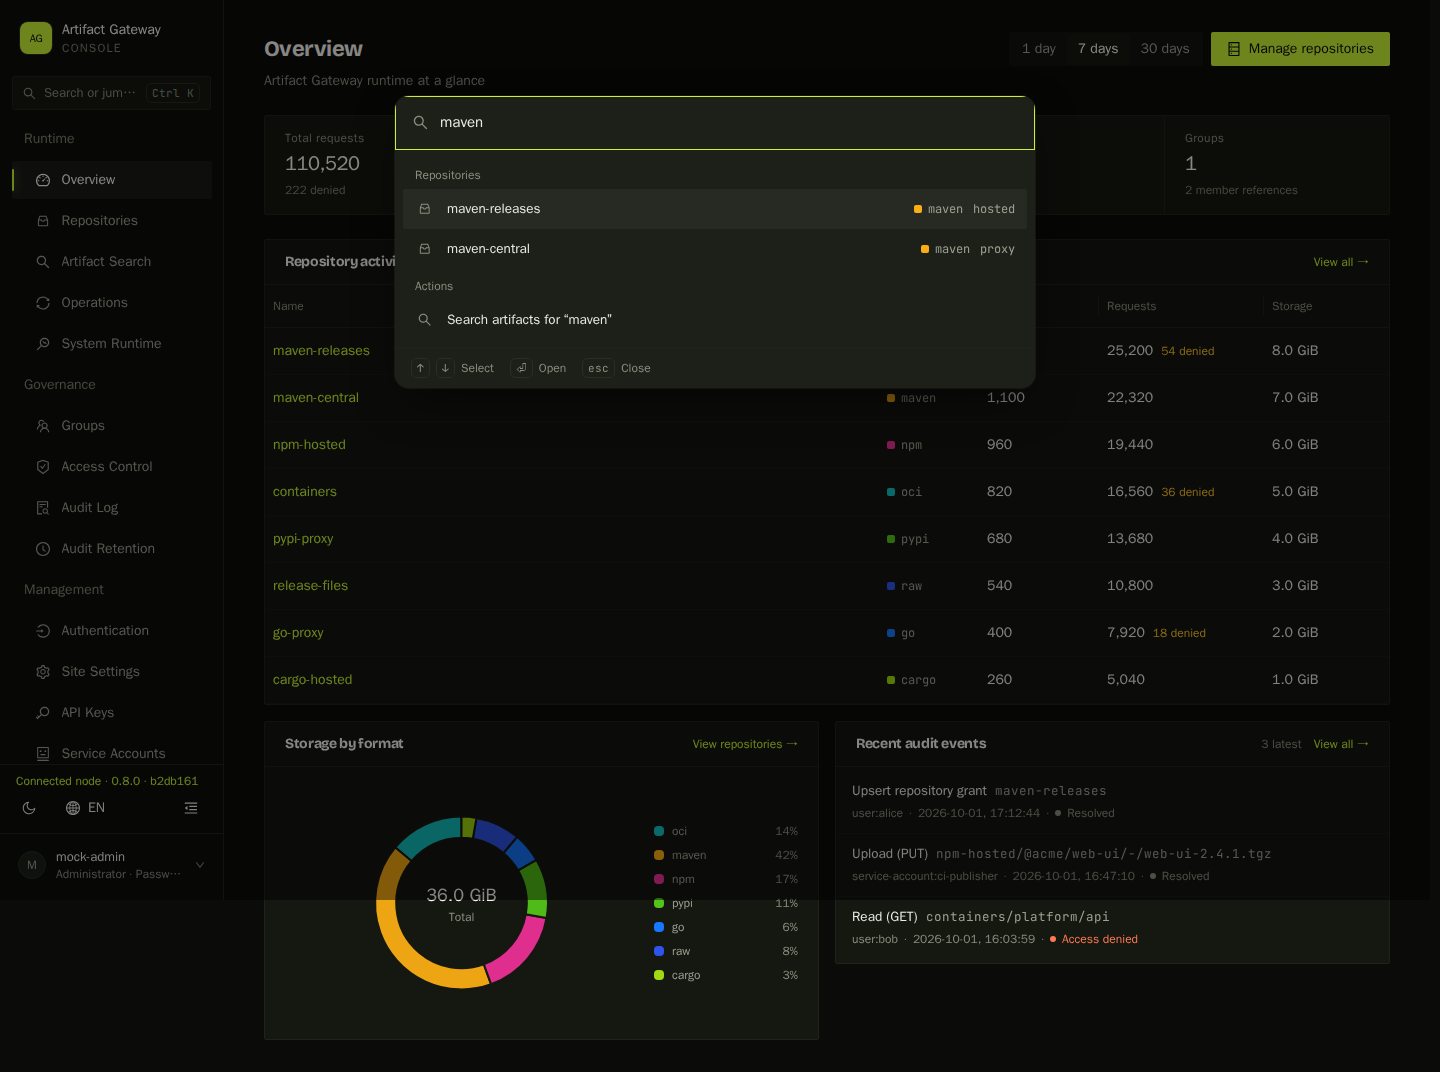 AG
Artifact Gateway
CONSOLE
Search or jum··· Ctrl K
Runtime
Overview
Repositories
Artifact Search
Operations
System Runtime
Governance
Groups
Access Control
Audit Log
Audit Retention
Management
Authentication
Site Settings
API Keys
Service Accounts
Connected node · 0.8.0 · b2db161
EN
M
mock-admin
Administrator · Passw···
Overview
Artifact Gateway runtime at a glance
1 day 7 days 30 days Manage repositories
Total requests
110,520
222 denied
Groups
1
2 member references
maven
Repositories
maven-releases maven hosted
maven-central maven proxy
Actions
Search artifacts for “maven”
↑ ↓ Select ⏎ Open esc Close
Repository activi
View all →
Name Requests Storage
maven-releases 25,200 54 denied 8.0 GiB
maven-central maven 1,100 22,320 7.0 GiB
npm-hosted npm 960 19,440 6.0 GiB
containers oci 820 16,560 36 denied 5.0 GiB
pypi-proxy pypi 680 13,680 4.0 GiB
release-files raw 540 10,800 3.0 GiB
go-proxy go 400 7,920 18 denied 2.0 GiB
cargo-hosted cargo 260 5,040 1.0 GiB
Storage by format View repositories →
36.0 GiB
Total
oci 14%
maven 42%
npm 17%
pypi 11%
go 6%
raw 8%
cargo 3%
Recent audit events 3 latest View all →
Upsert repository grant maven-releases
user:alice · 2026-10-01, 17:12:44 · Resolved
Upload (PUT) npm-hosted/@acme/web-ui/-/web-ui-2.4.1.tgz
service-account:ci-publisher · 2026-10-01, 16:47:10 · Resolved
Read (GET) containers/platform/api
user:bob · 2026-10-01, 16:03:59 · Access denied